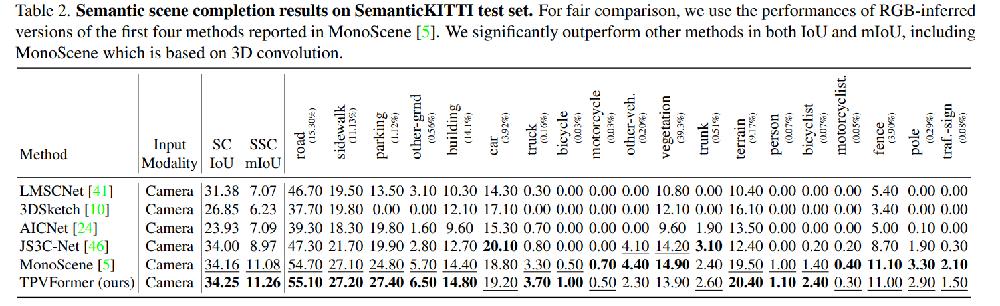 Table 2. Semantic scene completion results on SemanticKITTI test set. For fair comparison, we use the performances of RGB-inferred
versions of the first four methods reported in MonoScene [5]. We significantly outperform other methods in both IoU and mIoU, including
MonoScene which is based on 3D convolution.
Method Input Modality SC IoU SSC mIoU road (15.30%) sidewalk (11.13%) parking (1.12%) other-grnd (0.56%) building (14.1%) car (3.92%) truck (0.16%) bicycle (0.03%) motorcycle (0.03%) other-veh. (0.20%) vegetation (39.3%) trunk (0.51%) terrain (9.17%) person (0.07%) bicyclist (0.07%) motorcyclist. (0.05%) fence (3.90%) pole (0.29%) traf.-sign (0.08%)
LMSCNet [41] Camera 31.38 7.07 46.70 19.50 13.50 3.10 10.30 14.30 0.30 0.00 0.00 0.00 10.80 0.00 10.40 0.00 0.00 0.00 5.40 0.00 0.00
3DSketch [10] Camera 26.85 6.23 37.70 19.80 0.00 0.00 12.10 17.10 0.00 0.00 0.00 0.00 12.10 0.00 16.10 0.00 0.00 0.00 3.40 0.00 0.00
AICNet [24] Camera 23.93 7.09 39.30 18.30 19.80 1.60 9.60 15.30 0.70 0.00 0.00 0.00 9.60 1.90 13.50 0.00 0.00 0.00 5.00 0.10 0.00
JS3C-Net [46] Camera 34.00 8.97 47.30 21.70 19.90 2.80 12.70 20.10 0.80 0.00 0.00 4.10 14.20 3.10 12.40 0.00 0.20 0.20 8.70 1.90 0.30
MonoScene [5] Camera 34.16 11.08 54.70 27.10 24.80 5.70 14.40 18.80 3.30 0.50 0.70 4.40 14.90 2.40 19.50 1.00 1.40 0.40 11.10 3.30 2.10
TPVFormer (ours) Camera 34.25 11.26 55.10 27.20 27.40 6.50 14.80 19.20 3.70 1.00 0.50 2.30 13.90 2.60 20.40 1.10 2.40 0.30 11.00 2.90 1.50